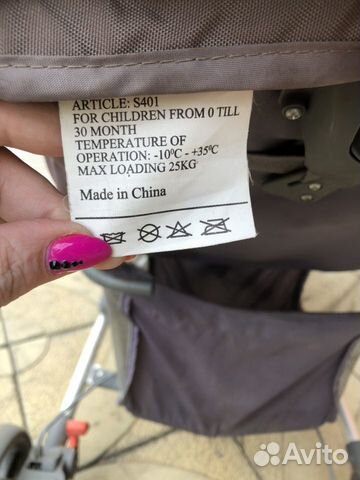 ARTICLE: S401
FOR CHILDREN FROM 0 TILL
30 MONTH
TEMPERATURE OF
OPERATION: -10°C - +35°C
MAX LOADING 25KG
Made in China
Avito